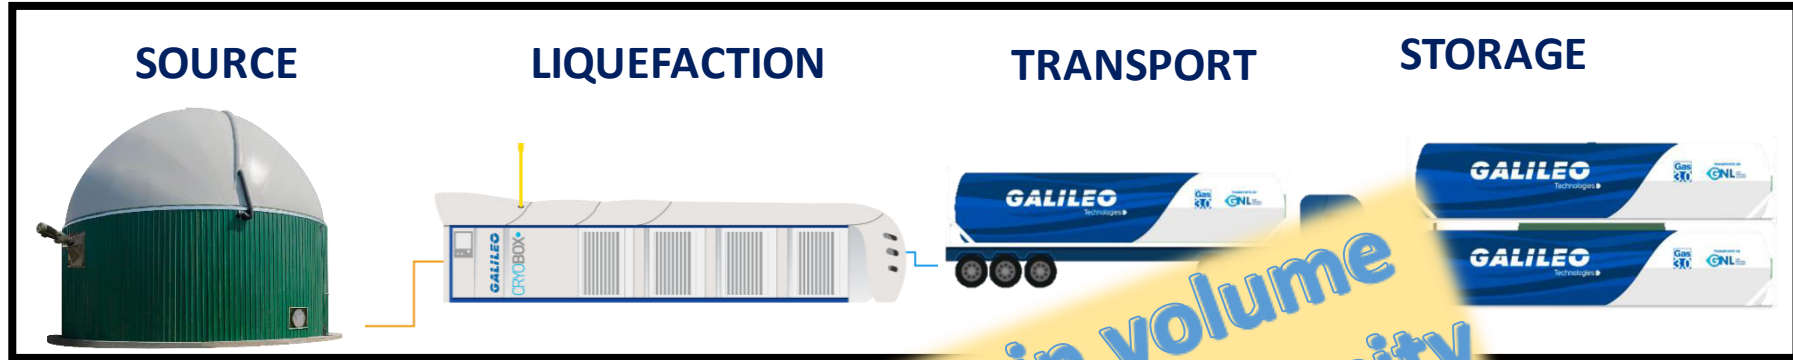 SOURCE
LIQUEFACTION
TRANSPORT
STORAGE
GALILEO
CRYOBOX
GALILEO
Technologies
Gas
3.0
GNL
GALILEO
Technologies
Gas
3.0
GNL
GALILEO
Technologies
Gas
3.0
GNL
in volume